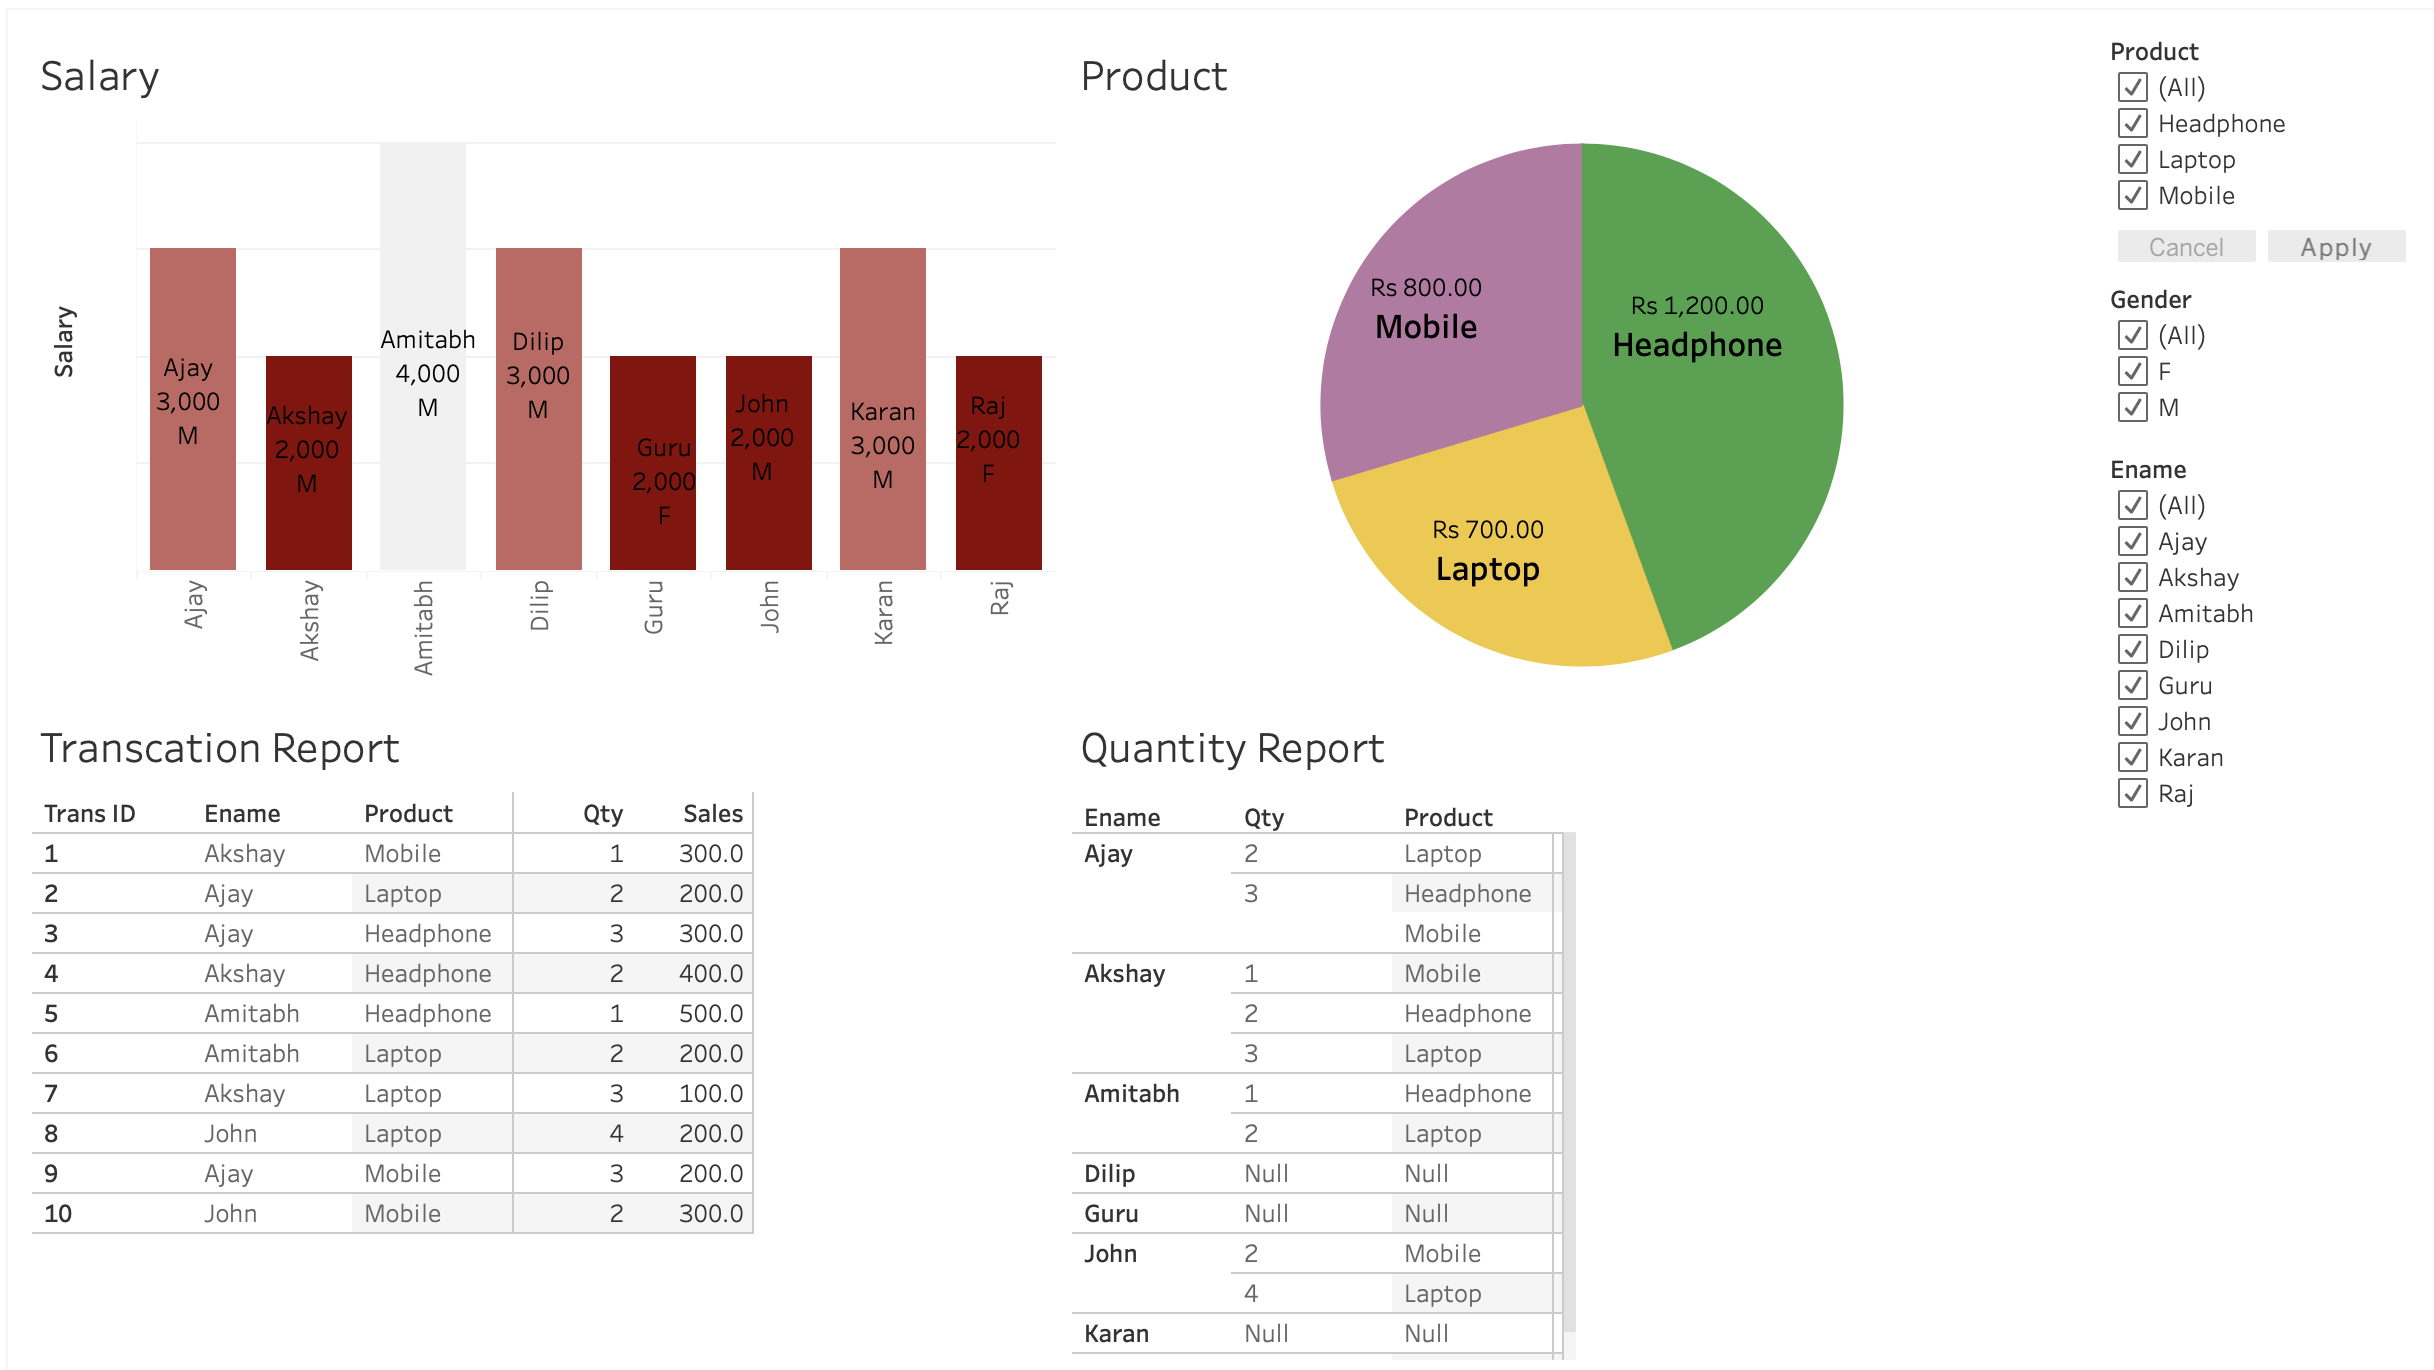 Salary
Salary
Ajay
3,000
M
Akshay
2,000
M
Amitabh
4,000
M
Dilip
3,000
M
Guru
2,000
F
John
2,000
M
Karan
3,000
M
Raj
2,000
F
Ajay
Akshay
Amitabh
Dilip
Guru
John
Karan
Raj
Product
Rs 800.00
Mobile
Rs 1,200.00
Headphone
Rs 700.00
Laptop
Product
(All)
Headphone
Laptop
Mobile
Cancel Apply
Gender
(All)
F
M
Ename
(All)
Ajay
Akshay
Amitabh
Dilip
Guru
John
Karan
Raj
Transcation Report
Trans ID Ename Product Qty Sales
1 Akshay Mobile 1 300.0
2 Ajay Laptop 2 200.0
3 Ajay Headphone 3 300.0
4 Akshay Headphone 2 400.0
5 Amitabh Headphone 1 500.0
6 Amitabh Laptop 2 200.0
7 Akshay Laptop 3 100.0
8 John Laptop 4 200.0
9 Ajay Mobile 3 200.0
10 John Mobile 2 300.0
Quantity Report
Ename Qty Product
Ajay 2 Laptop
3 Headphone
Mobile
Akshay 1 Mobile
2 Headphone
3 Laptop
Amitabh 1 Headphone
2 Laptop
Dilip Null Null
Guru Null Null
John 2 Mobile
4 Laptop
Karan Null Null